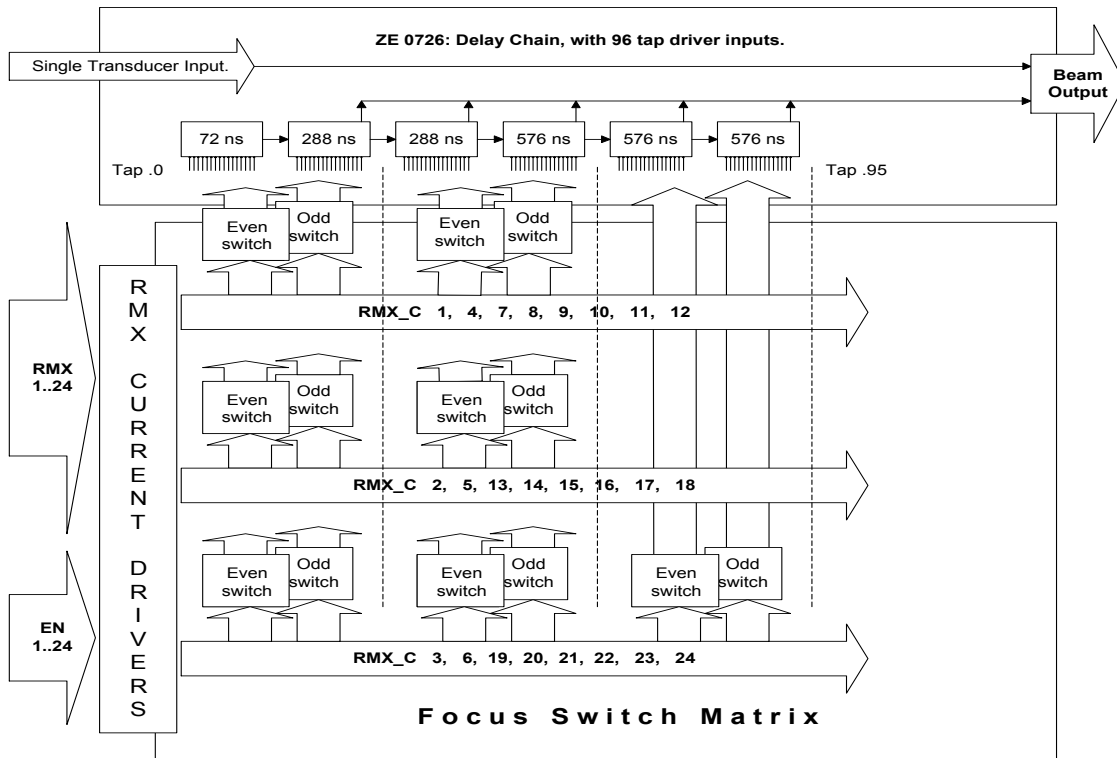 ZE 0726: Delay Chain, with 96 tap driver inputs.
Single Transducer Input.
Beam
Output
72 ns
288 ns
288 ns
576 ns
576 ns
576 ns
Tap .0
Tap .95
Even
switch
Odd
switch
Even
switch
Odd
switch
RMX_C 1, 4, 7, 8, 9, 10, 11, 12
RMX
1..24
RMX CURRENT DRIVERS
Even
switch
Odd
switch
Even
switch
Odd
switch
RMX_C 2, 5, 13, 14, 15, 16, 17, 18
Even
switch
Odd
switch
Even
switch
Odd
switch
Even
switch
Odd
switch
EN
1..24
RMX_C 3, 6, 19, 20, 21, 22, 23, 24
Focus Switch Matrix